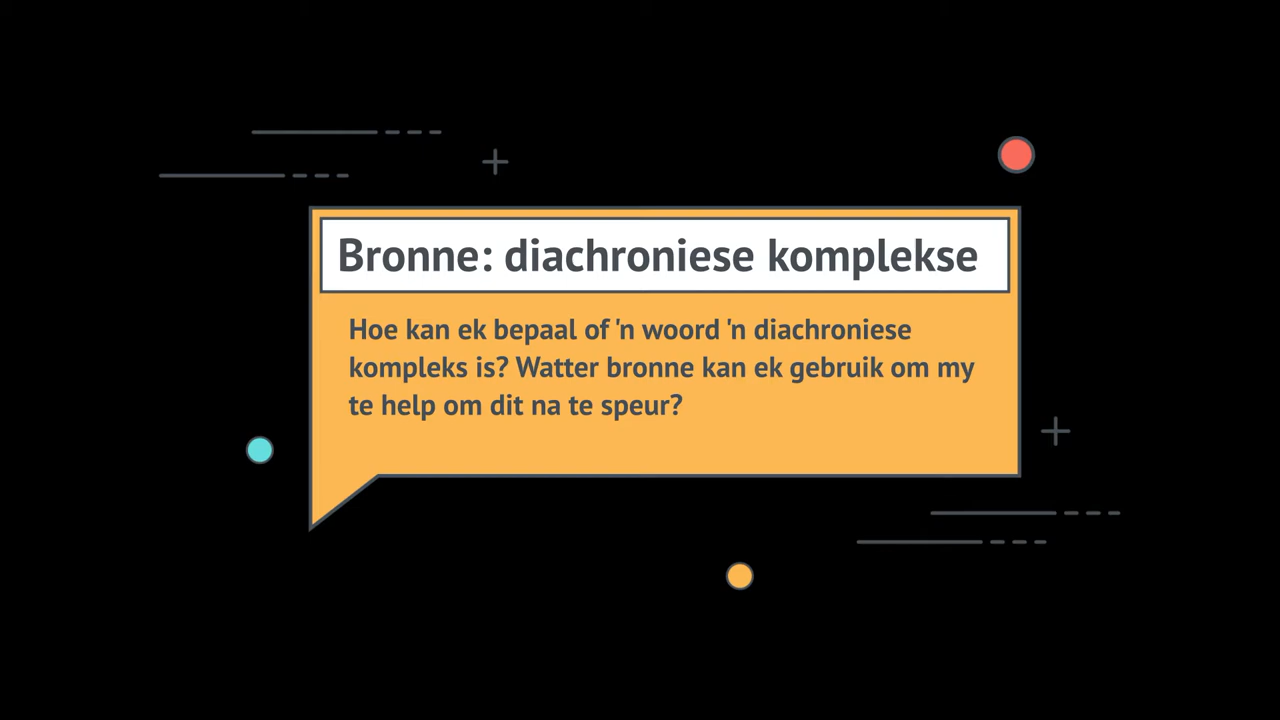 Bronne: diachroniese komplekse
Hoe kan ek bepaal of 'n woord 'n diachroniese
kompleks is? Watter bronne kan ek gebruik om my
te help om dit na te speur?